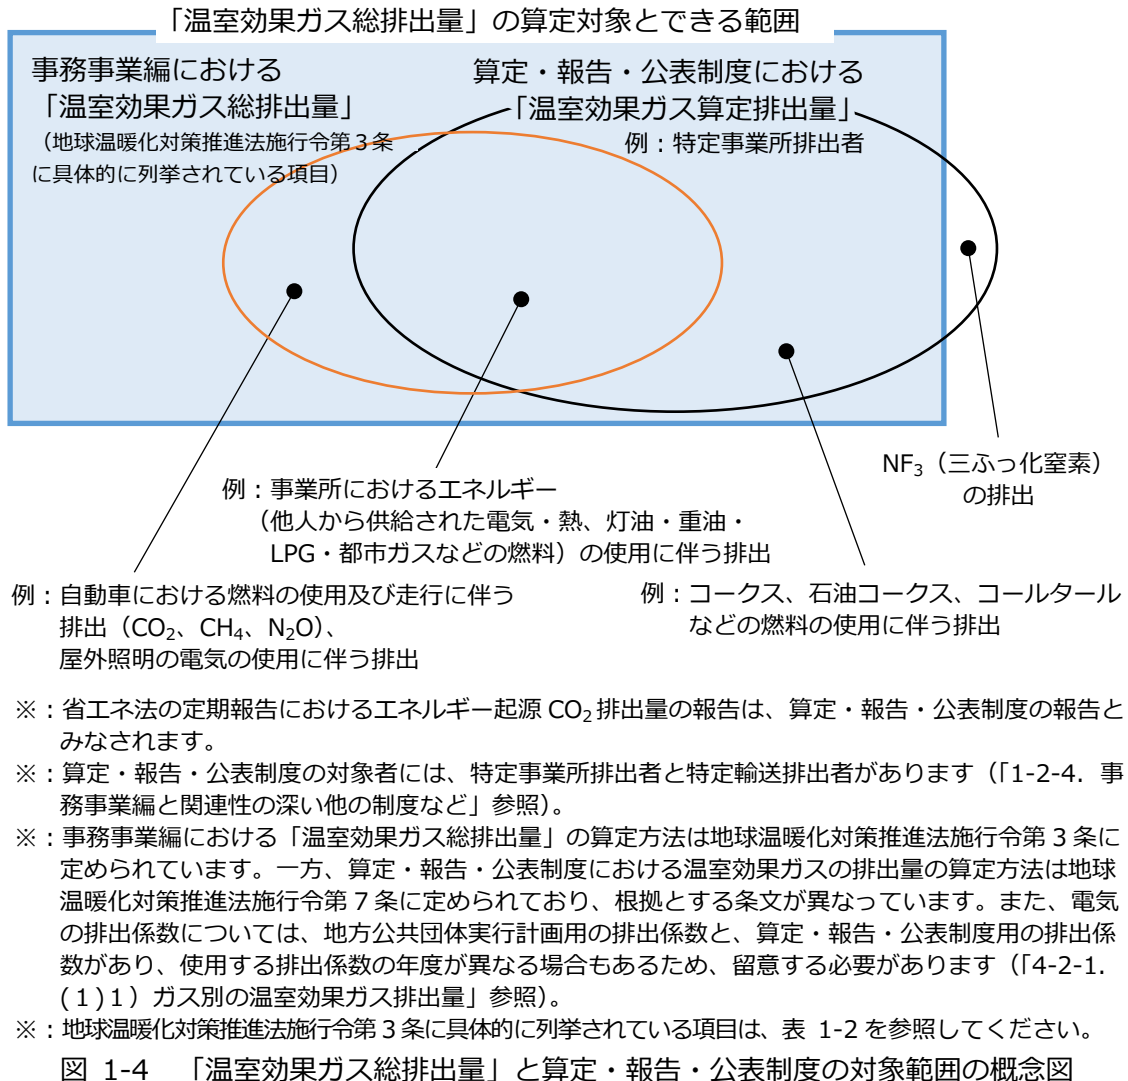 「温室効果ガス総排出量」の算定対象とできる範囲
事務事業編における
「温室効果ガス総排出量」
（地球温暖化対策推進法施行令第３条
に具体的に列挙されている項目）
算定・報告・公表制度における
「温室効果ガス算定排出量」
例：特定事業所排出者
NF₃（三ふっ化窒素）
の排出
例：事業所におけるエネルギー
（他人から供給された電気・熱、灯油・重油・
LPG・都市ガスなどの燃料）の使用に伴う排出
例：自動車における燃料の使用及び走行に伴う
排出（CO₂、CH₄、N₂O）、
屋外照明の電気の使用に伴う排出
例：コークス、石油コークス、コールタール
などの燃料の使用に伴う排出
※：省エネ法の定期報告におけるエネルギー起源 CO₂ 排出量の報告は、算定・報告・公表制度の報告と
みなされます。
※：算定・報告・公表制度の対象者には、特定事業所排出者と特定輸送排出者があります（「1-2-4．事
務事業編と関連性の深い他の制度など」参照）。
※：事務事業編における「温室効果ガス総排出量」の算定方法は地球温暖化対策推進法施行令第３条に
定められています。一方、算定・報告・公表制度における温室効果ガスの排出量の算定方法は地球
温暖化対策推進法施行令第７条に定められており、根拠とする条文が異なっています。また、電気
の排出係数については、地方公共団体実行計画用の排出係数と、算定・報告・公表制度用の排出係
数があり、使用する排出係数の年度が異なる場合もあるため、留意する必要があります（「4-2-1．
(１)１）ガス別の温室効果ガス排出量」参照）。
※：地球温暖化対策推進法施行令第３条に具体的に列挙されている項目は、表 1-2 を参照してください。
図 1-4　「温室効果ガス総排出量」と算定・報告・公表制度の対象範囲の概念図